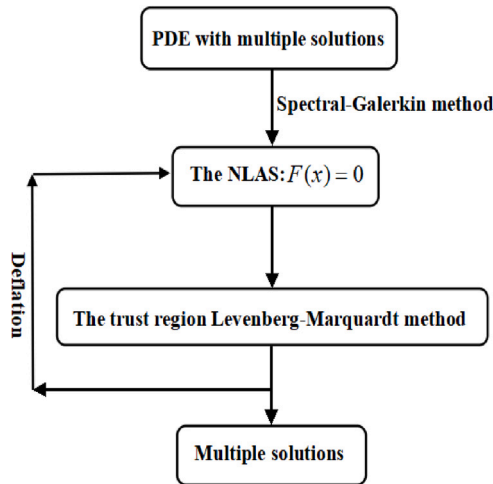 PDE with multiple solutions
Spectral-Galerkin method
The NLAS: F(x) = 0
Deflation
The trust region Levenberg-Marquardt method
Multiple solutions